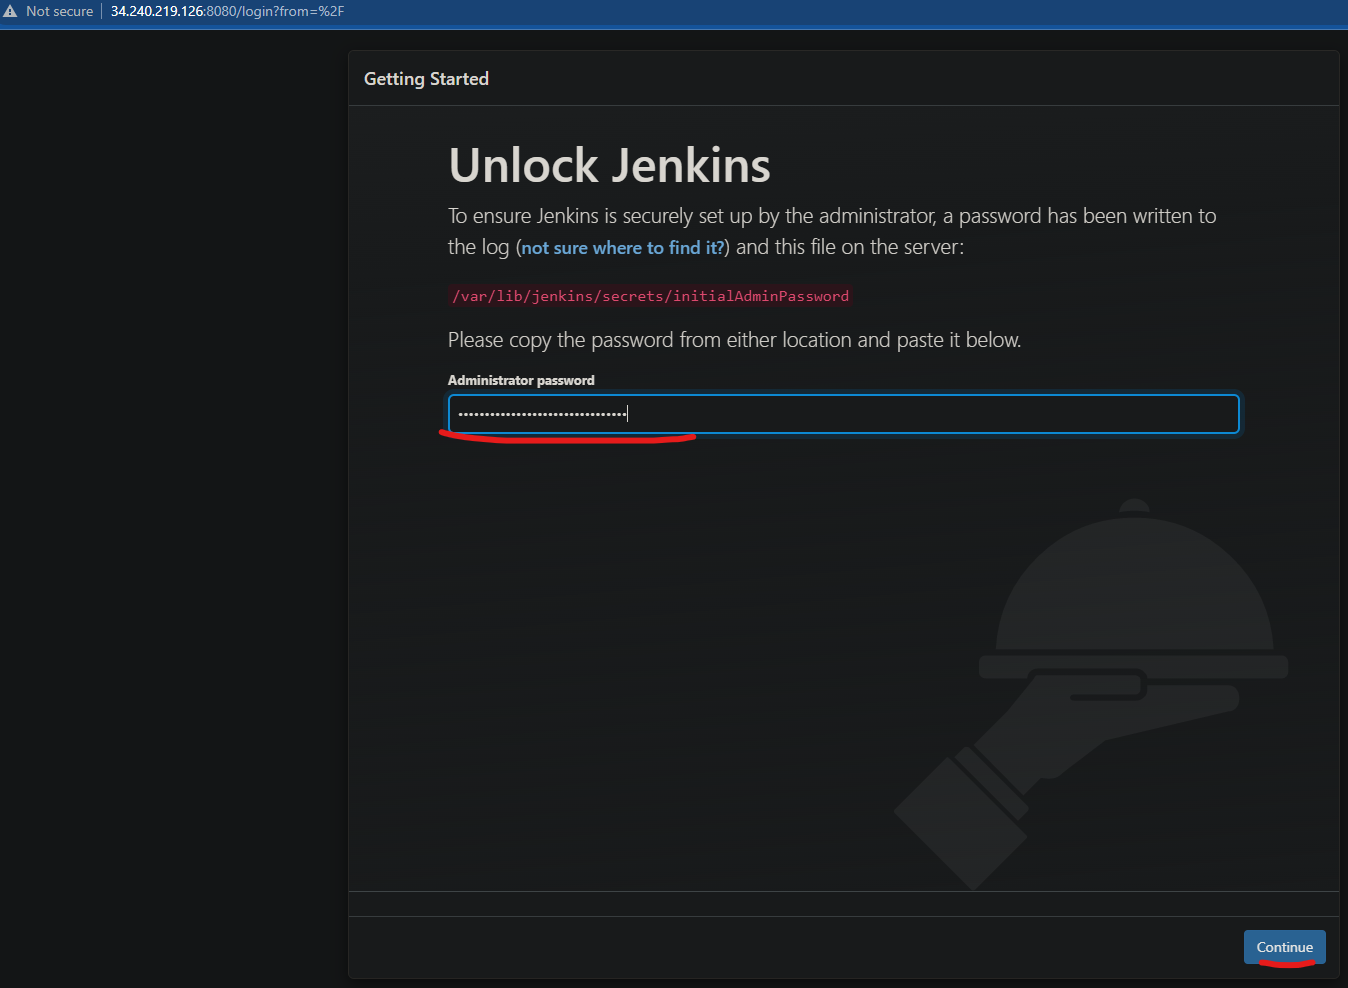 Not secure | 34.240.219.126:8080/login?from=%2F
Getting Started
Unlock Jenkins
To ensure Jenkins is securely set up by the administrator, a password has been written to
the log (not sure where to find it?) and this file on the server:
/var/lib/jenkins/secrets/initialAdminPassword
Please copy the password from either location and paste it below.
Administrator password
••••••••••••••••••••••••••••••••
Continue